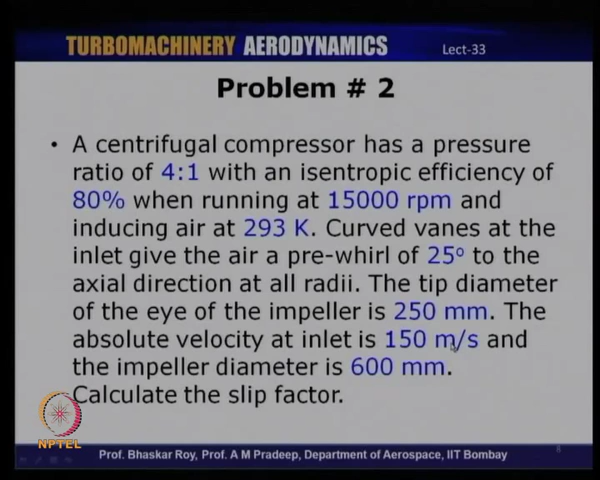 TURBOMACHINERY AERODYNAMICS Lect-33
Problem # 2
• A centrifugal compressor has a pressure
ratio of 4:1 with an isentropic efficiency of
80% when running at 15000 rpm and
inducing air at 293 K. Curved vanes at the
inlet give the air a pre-whirl of 25º to the
axial direction at all radii. The tip diameter
of the eye of the impeller is 250 mm. The
absolute velocity at inlet is 150 m/s and
the impeller diameter is 600 mm.
Calculate the slip factor.
NPTEL
Prof. Bhaskar Roy, Prof. A M Pradeep, Department of Aerospace, IIT Bombay
8